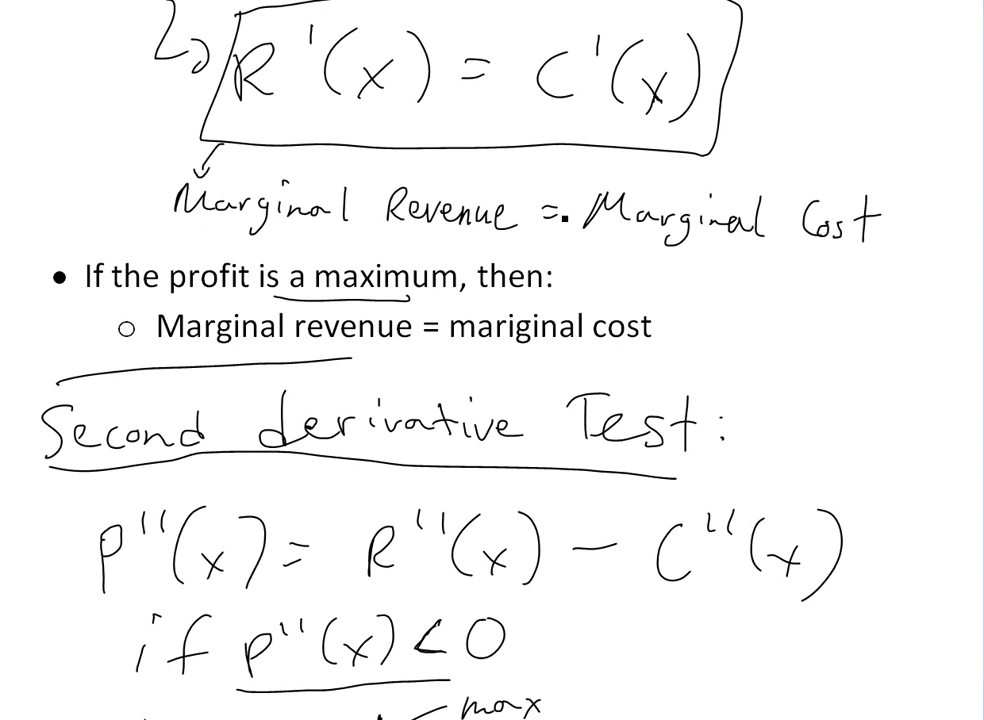 R'(x) = C'(x)
Marginal Revenue =. Marginal Cost
• If the profit is a maximum, then:
o Marginal revenue = mariginal cost
Second derivative Test:
P''(x) = R''(x) - C''(x)
if P''(x) < 0
max